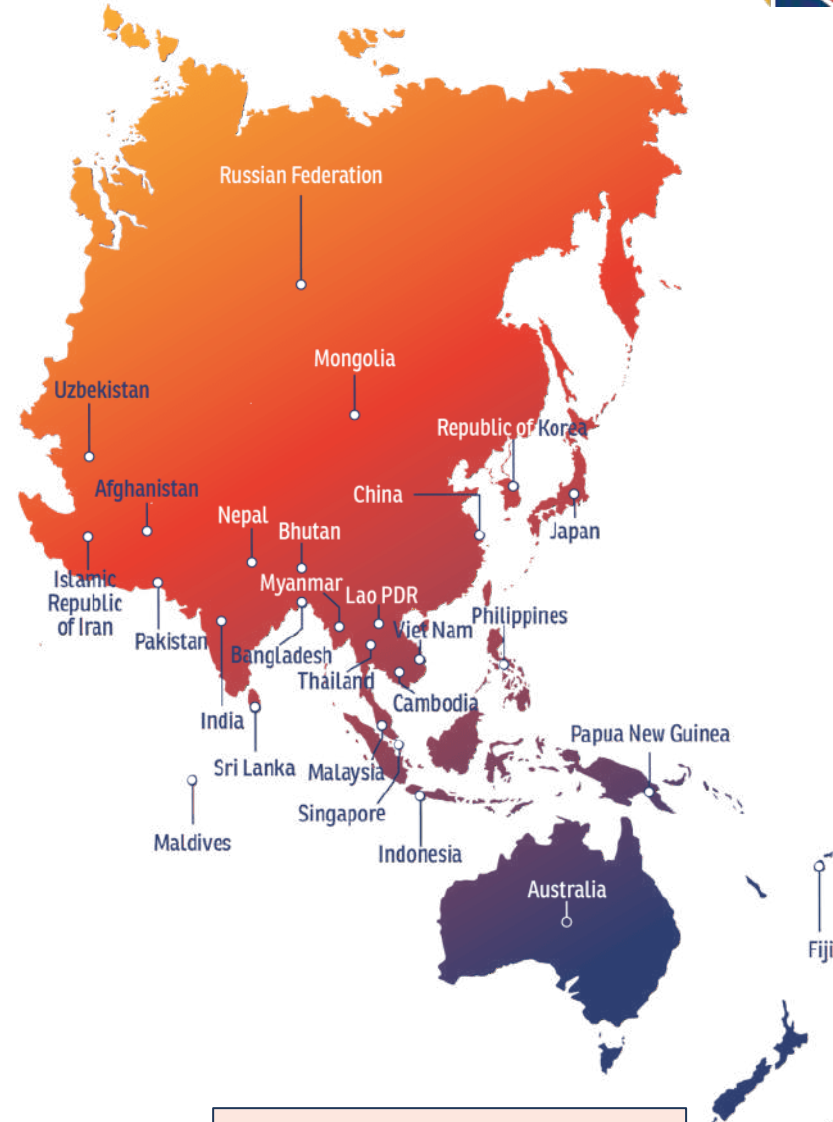 Russian Federation
Mongolia
Uzbekistan
Republic of Korea
Afghanistan
China
Nepal
Bhutan
Japan
Islamic
Republic
of Iran
Myanmar
Lao PDR
Philippines
Viet Nam
Pakistan
Bangladesh
Thailand
Cambodia
India
Papua New Guinea
Sri Lanka
Malaysia
Singapore
Maldives
Indonesia
Australia
Fiji